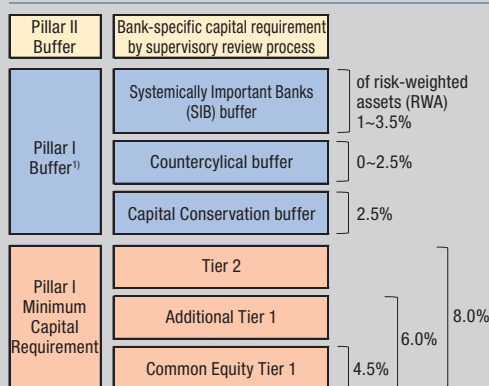 Pillar II
Buffer
Bank-specific capital requirement
by supervisory review process
Pillar I
Buffer¹⁾
Systemically Important Banks
(SIB) buffer
of risk-weighted
assets (RWA)
1~3.5%
Countercylical buffer
0~2.5%
Capital Conservation buffer
2.5%
Pillar I
Minimum
Capital
Requirement
Tier 2
Additional Tier 1
Common Equity Tier 1
4.5%
6.0%
8.0%